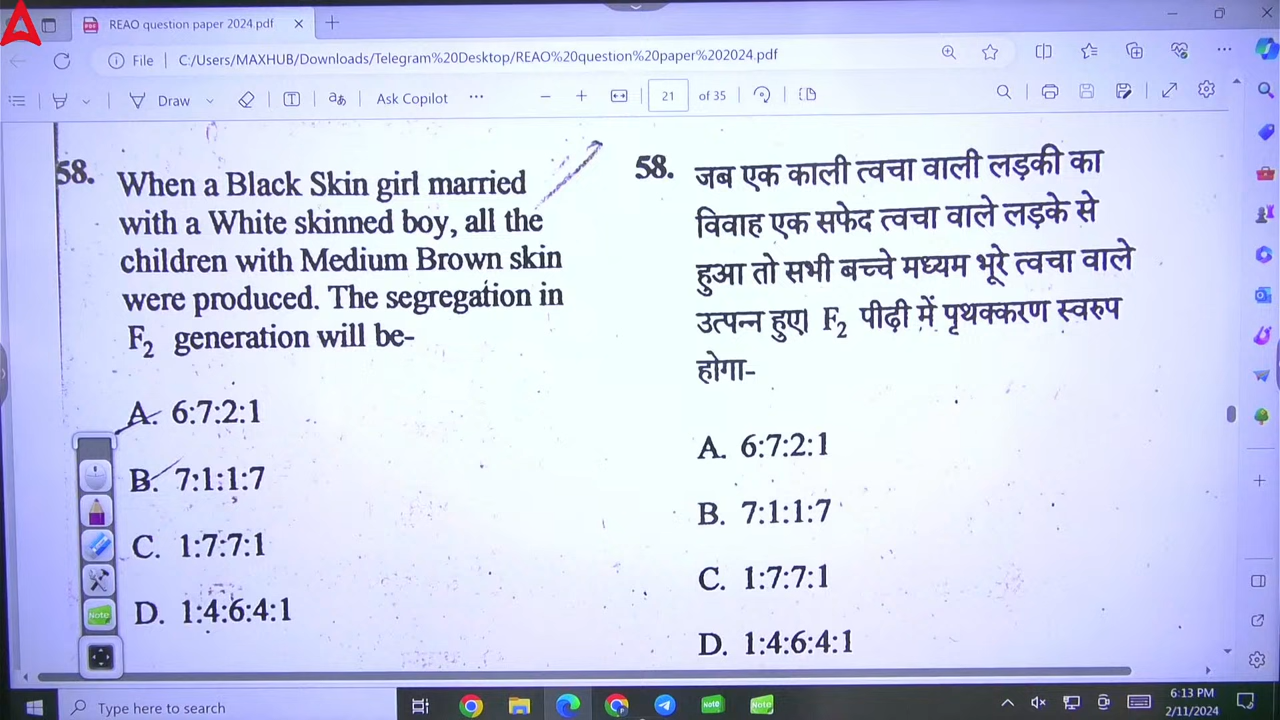 REAO question paper 2024.pdf
File
C:/Users/MAXHUB/Downloads/Telegram%20Desktop/REAO%20question%20paper%202024.pdf
Draw
Ask Copilot
21
of 35
58.
When a Black Skin girl married
with a White skinned boy, all the
children with Medium Brown skin
were produced. The segregation in
F2 generation will be-
A. 6:7:2:1
B. 7:1:1:7
C. 1:7:7:1
D. 1:4:6:4:1
58.
जब एक काली त्वचा वाली लड़की का
विवाह एक सफेद त्वचा वाले लड़के से
हुआ तो सभी बच्चे मध्यम भूरे त्वचा वाले
उत्पन्न हुए। F2 पीढ़ी में पृथक्करण स्वरुप
होगा-
A. 6:7:2:1
B. 7:1:1:7
C. 1:7:7:1
D. 1:4:6:4:1
Note
Type here to search
Note
Note
6:13 PM
2/11/2024